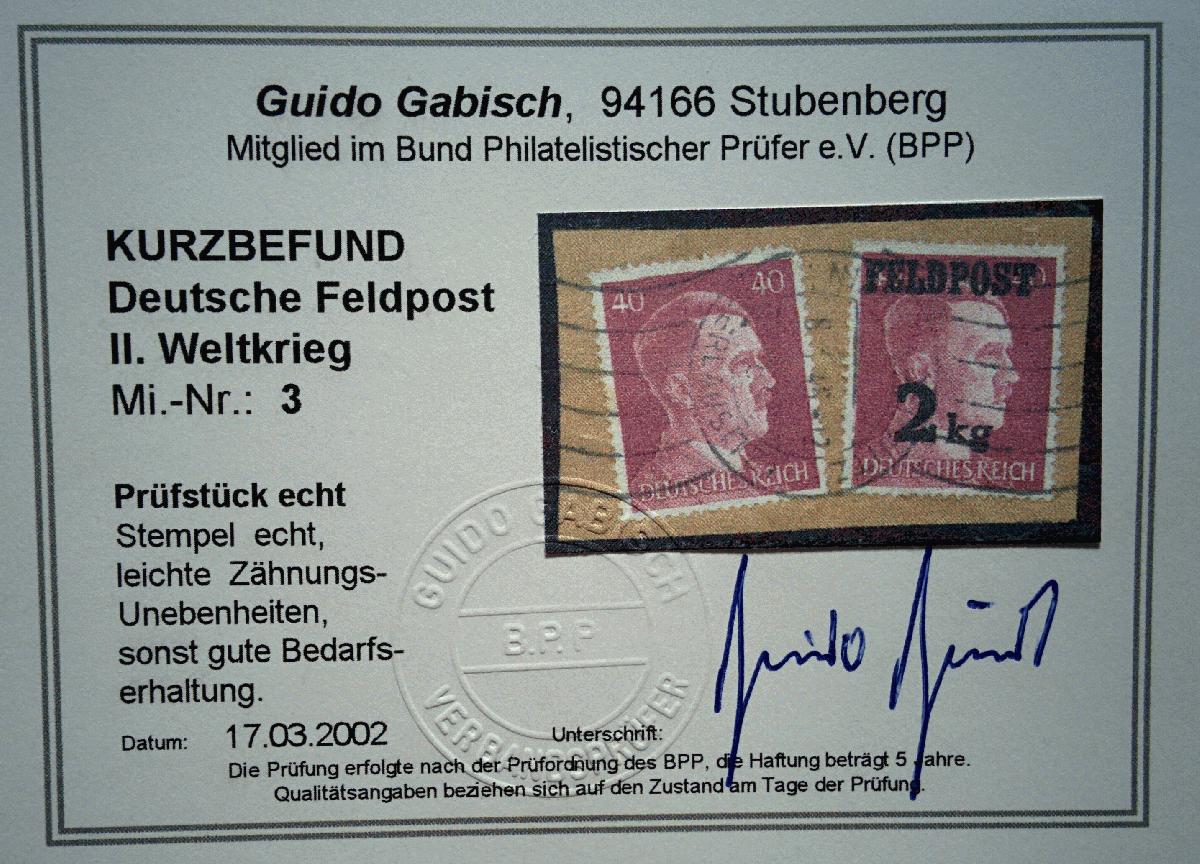 Guido Gabisch, 94166 Stubenberg
Mitglied im Bund Philatelistischer Prüfer e.V. (BPP)
KURZBEFUND
Deutsche Feldpost
II. Weltkrieg
Mi.-Nr.: 3
40 40
DEUTSCHES REICH
FELDPOST
2 kg
DEUTSCHES REICH
Prüfstück echt
Stempel echt,
leichte Zähnungs-
Unebenheiten,
sonst gute Bedarfs-
erhaltung.
GUIDO GABISCH
B.P.P
VERBANDSPRÜFER
Datum: 17.03.2002
Unterschrift:
Die Prüfung erfolgte nach der Prüfordnung des BPP, die Haftung beträgt 5 Jahre.
Qualitätsangaben beziehen sich auf den Zustand am Tage der Prüfung.